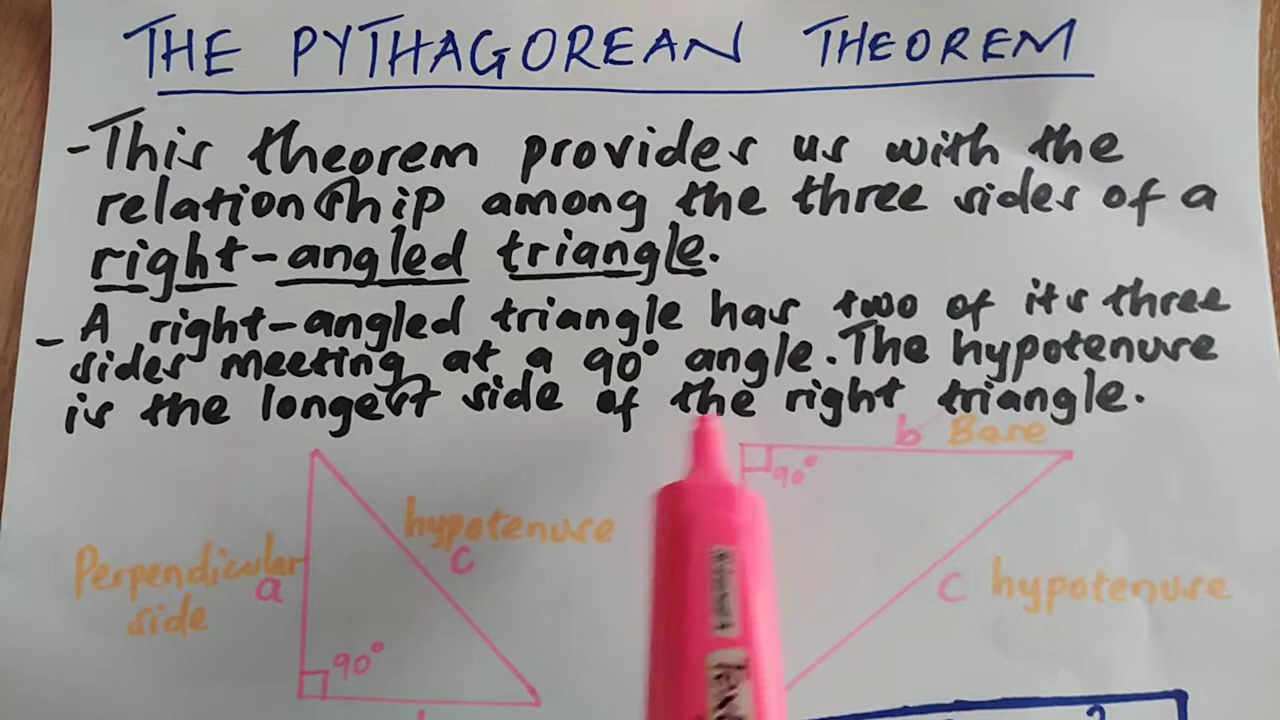 THE PYTHAGOREAN THEOREM
- This theorem provides us with the
relationship among the three sides of a
right-angled triangle.
- A right-angled triangle has two of its three
sides meeting at a 90° angle. The hypotenuse
is the longest side of the right triangle.
b Base
90°
hypotenuse
c
Perpendicular
side
a
c hypotenuse
90°
2